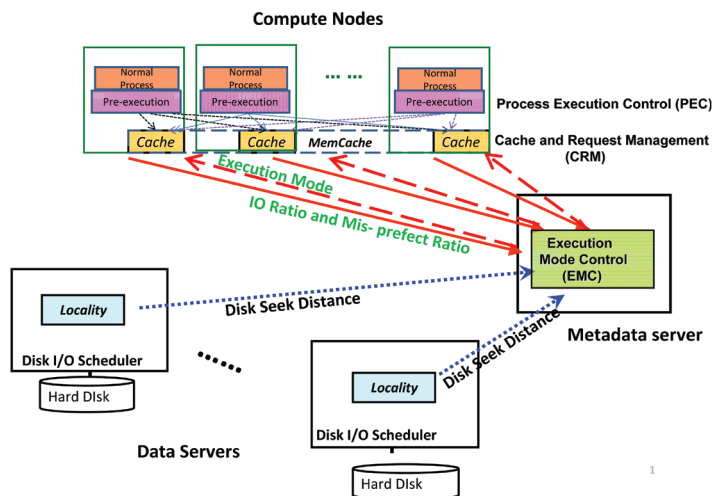 Compute Nodes
Normal
Process
Pre-execution
Normal
Process
Pre-execution
... ...
Normal
Process
Pre-execution
Process Execution Control (PEC)
Cache
Cache
MemCache
Cache
Cache and Request Management
(CRM)
Execution Mode
IO Ratio and Mis- prefect Ratio
Execution
Mode Control
(EMC)
Metadata server
Disk Seek Distance
Disk Seek Distance
Locality
Disk I/O Scheduler
Hard DIsk
Locality
Disk I/O Scheduler
Hard DIsk
Data Servers
1